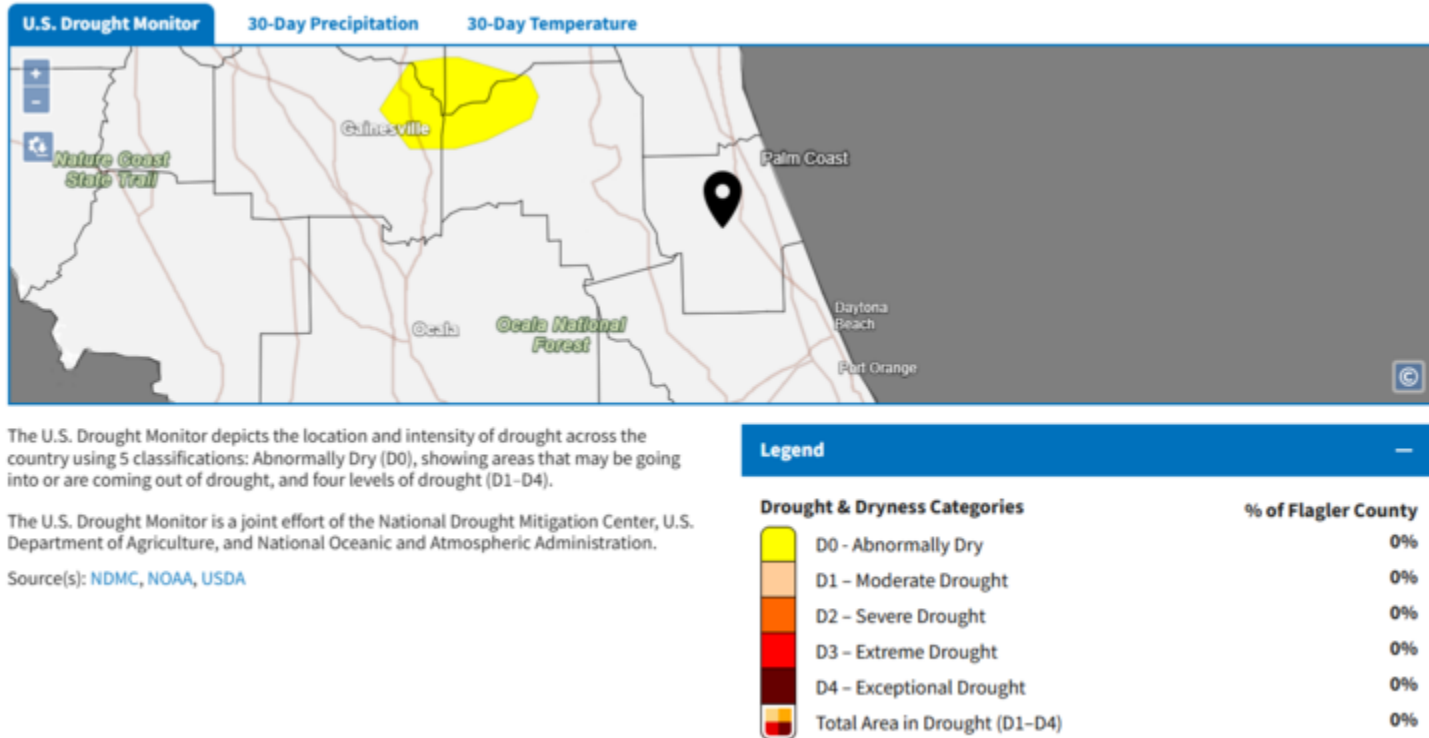 U.S. Drought Monitor
30-Day Precipitation
30-Day Temperature
+
−
Gainesville
Nature Coast
State Trail
Palm Coast
Ocala
Ocala National
Forest
Daytona
Beach
Port Orange
©
The U.S. Drought Monitor depicts the location and intensity of drought across the
country using 5 classifications: Abnormally Dry (D0), showing areas that may be going
into or are coming out of drought, and four levels of drought (D1–D4).
The U.S. Drought Monitor is a joint effort of the National Drought Mitigation Center, U.S.
Department of Agriculture, and National Oceanic and Atmospheric Administration.
Source(s): NDMC, NOAA, USDA
Legend
−
Drought & Dryness Categories % of Flagler County
D0 - Abnormally Dry 0%
D1 – Moderate Drought 0%
D2 – Severe Drought 0%
D3 – Extreme Drought 0%
D4 – Exceptional Drought 0%
Total Area in Drought (D1–D4) 0%